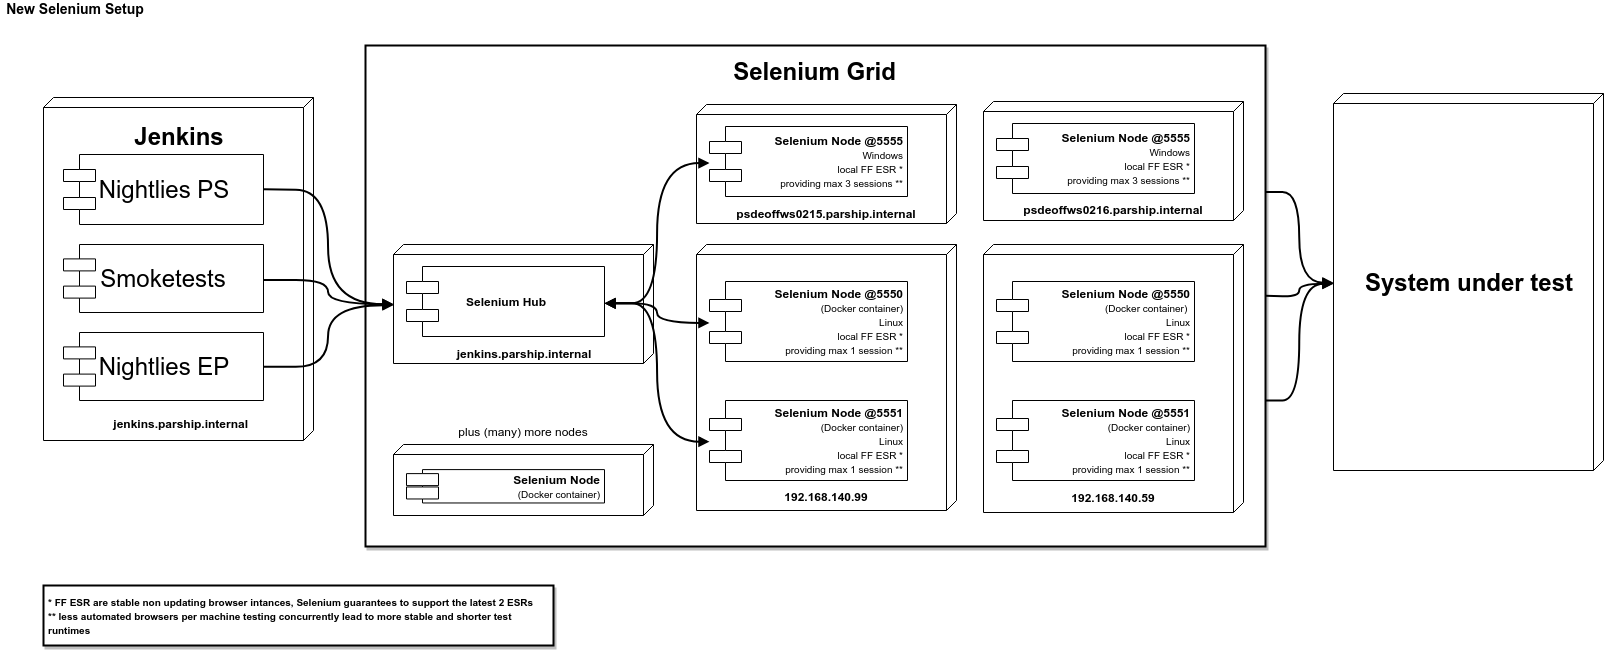 New Selenium Setup
Selenium Grid
Jenkins
Nightlies PS
Smoketests
Nightlies EP
jenkins.parship.internal
Selenium Hub
jenkins.parship.internal
plus (many) more nodes
Selenium Node
(Docker container)
Selenium Node @5555
Windows
local FF ESR *
providing max 3 sessions **
psdeoffws0215.parship.internal
Selenium Node @5555
Windows
local FF ESR *
providing max 3 sessions **
psdeoffws0216.parship.internal
Selenium Node @5550
(Docker container)
Linux
local FF ESR *
providing max 1 session **
Selenium Node @5551
(Docker container)
Linux
local FF ESR *
providing max 1 session **
192.168.140.99
Selenium Node @5550
(Docker container)
Linux
local FF ESR *
providing max 1 session **
Selenium Node @5551
(Docker container)
Linux
local FF ESR *
providing max 1 session **
192.168.140.59
System under test
* FF ESR are stable non updating browser intances, Selenium guarantees to support the latest 2 ESRs
** less automated browsers per machine testing concurrently lead to more stable and shorter test
runtimes